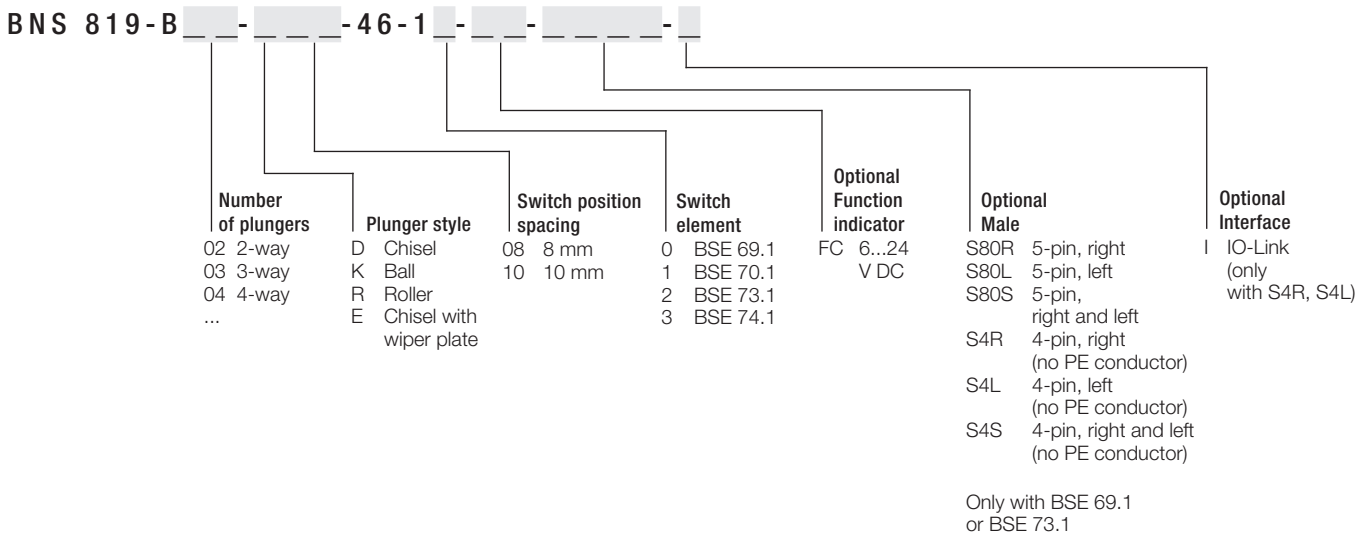 BNS 819-B_ _-_ _ _-46-1_-_ _-_ _ _ _-_
Number
of plungers
02 2-way
03 3-way
04 4-way
...
Plunger style
D Chisel
K Ball
R Roller
E Chisel with
wiper plate
Switch position
spacing
08 8 mm
10 10 mm
Switch
element
0 BSE 69.1
1 BSE 70.1
2 BSE 73.1
3 BSE 74.1
Optional
Function
indicator
FC 6...24
V DC
Optional
Male
S80R 5-pin, right
S80L 5-pin, left
S80S 5-pin,
right and left
S4R 4-pin, right
(no PE conductor)
S4L 4-pin, left
(no PE conductor)
S4S 4-pin, right and left
(no PE conductor)
Only with BSE 69.1
or BSE 73.1
Optional
Interface
I IO-Link
(only
with S4R, S4L)